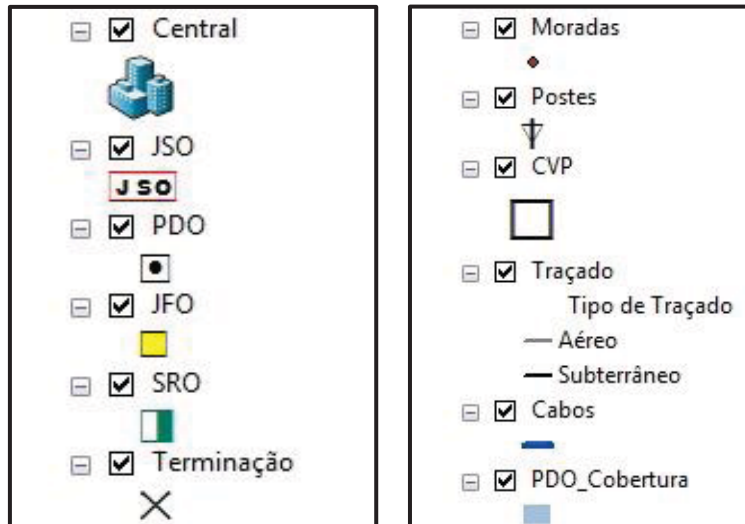 Central
JSO
JSO
PDO
JFO
SRO
Terminação
Moradas
Postes
CVP
Traçado
Tipo de Traçado
Aéreo
Subterrâneo
Cabos
PDO_Cobertura